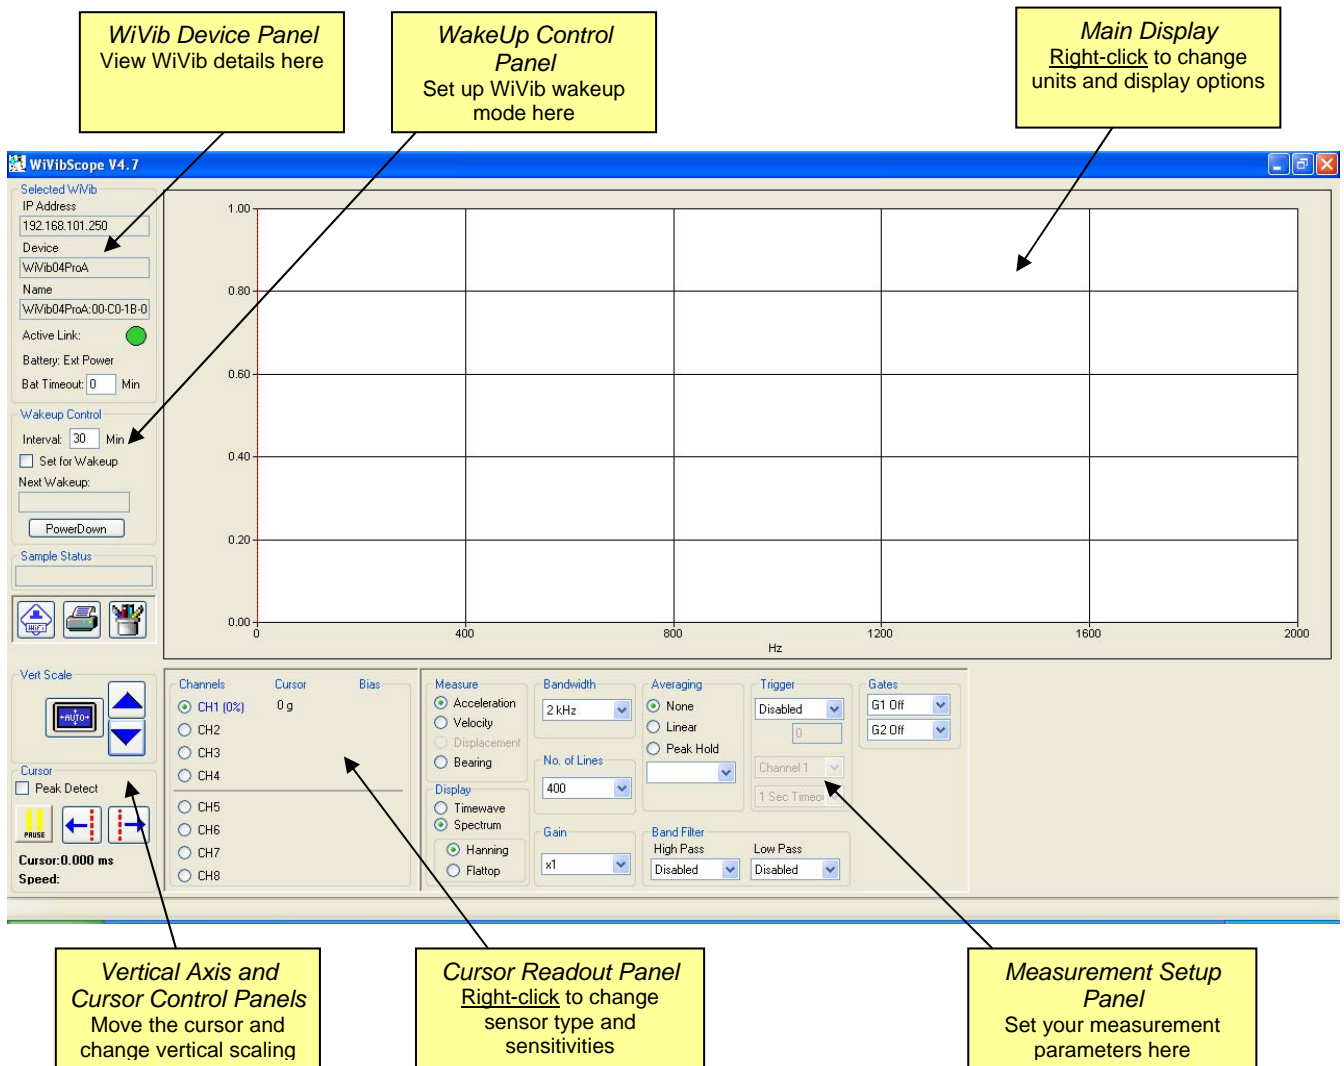 WiVib Device Panel
View WiVib details here
WakeUp Control
Panel
Set up WiVib wakeup
mode here
Main Display
Right-click to change
units and display options
WiVibScope V4.7
Selected WiVib
IP Address
192.168.101.250
Device
WiVib04ProA
Name
WiVib04ProA:00-C0-1B-0
Active Link:
Battery: Ext Power
Bat Timeout: 0 Min
Wakeup Control
Interval: 30 Min
Set for Wakeup
Next Wakeup:
PowerDown
Sample Status
WiFi
1.00
0.80
0.60
0.40
0.20
0.00
0 400 800 1200 1600 2000
Hz
Vert Scale
AUTO
Cursor
Peak Detect
PAUSE
Cursor:0.000 ms
Speed:
Channels Cursor Bias
CH1 (0%) 0 g
CH2
CH3
CH4
CH5
CH6
CH7
CH8
Measure
Acceleration
Velocity
Displacement
Bearing
Display
Timewave
Spectrum
Hanning
Flattop
Bandwidth
2 kHz
No. of Lines
400
Gain
x1
Averaging
None
Linear
Peak Hold
Trigger
Disabled
0
Channel 1
1 Sec Timeou
Band Filter
High Pass Low Pass
Disabled Disabled
Gates
G1 Off
G2 Off
Vertical Axis and
Cursor Control Panels
Move the cursor and
change vertical scaling
Cursor Readout Panel
Right-click to change
sensor type and
sensitivities
Measurement Setup
Panel
Set your measurement
parameters here